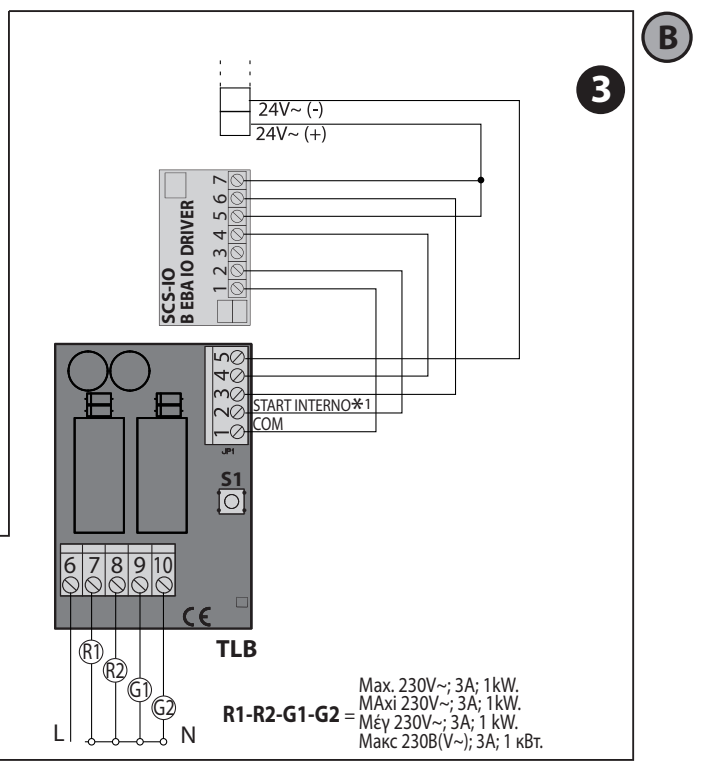 B
3
24V~ (-)
24V~ (+)
SCS-IO
B EBA IO DRIVER
7
6
5
4
3
2
1
5
4
3
2
1
START INTERNO*1
COM
JP1
S1
6 7 8 9 10
CE
TLB
R1
R2
G1
G2
L N
R1-R2-G1-G2 =
Max. 230V~; 3A; 1kW.
MAxi 230V~; 3A; 1kW.
Μέγ 230V~; 3A; 1 kW.
Макс 230В(V~); 3А; 1 кВт.